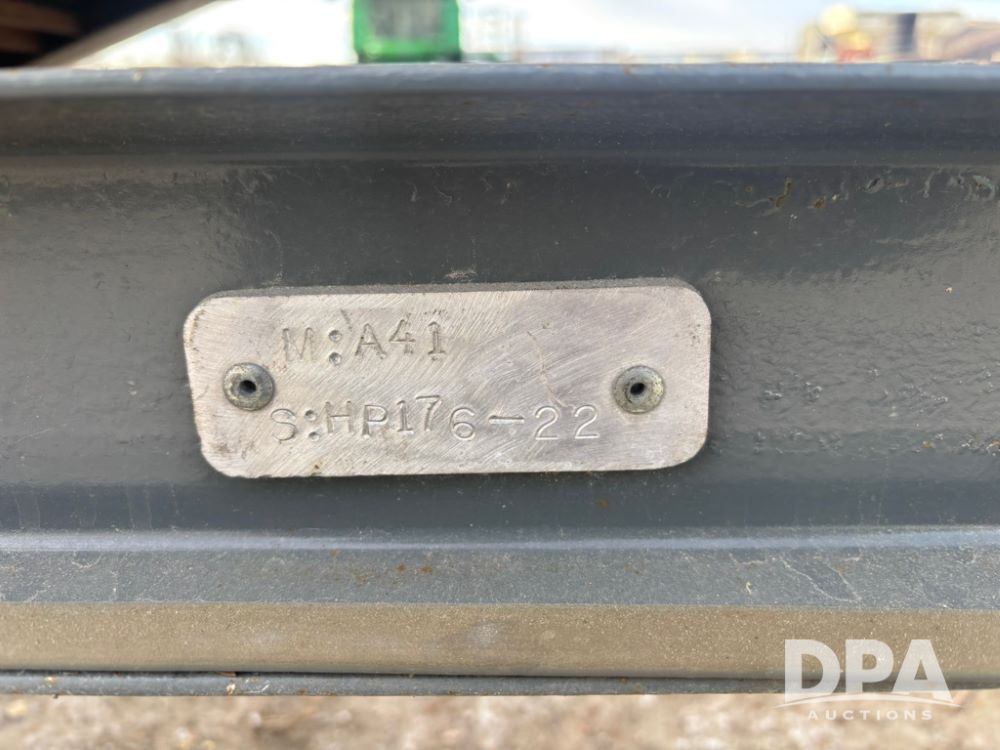 M:A41
S:HP176-22
DPA
AUCTIONS